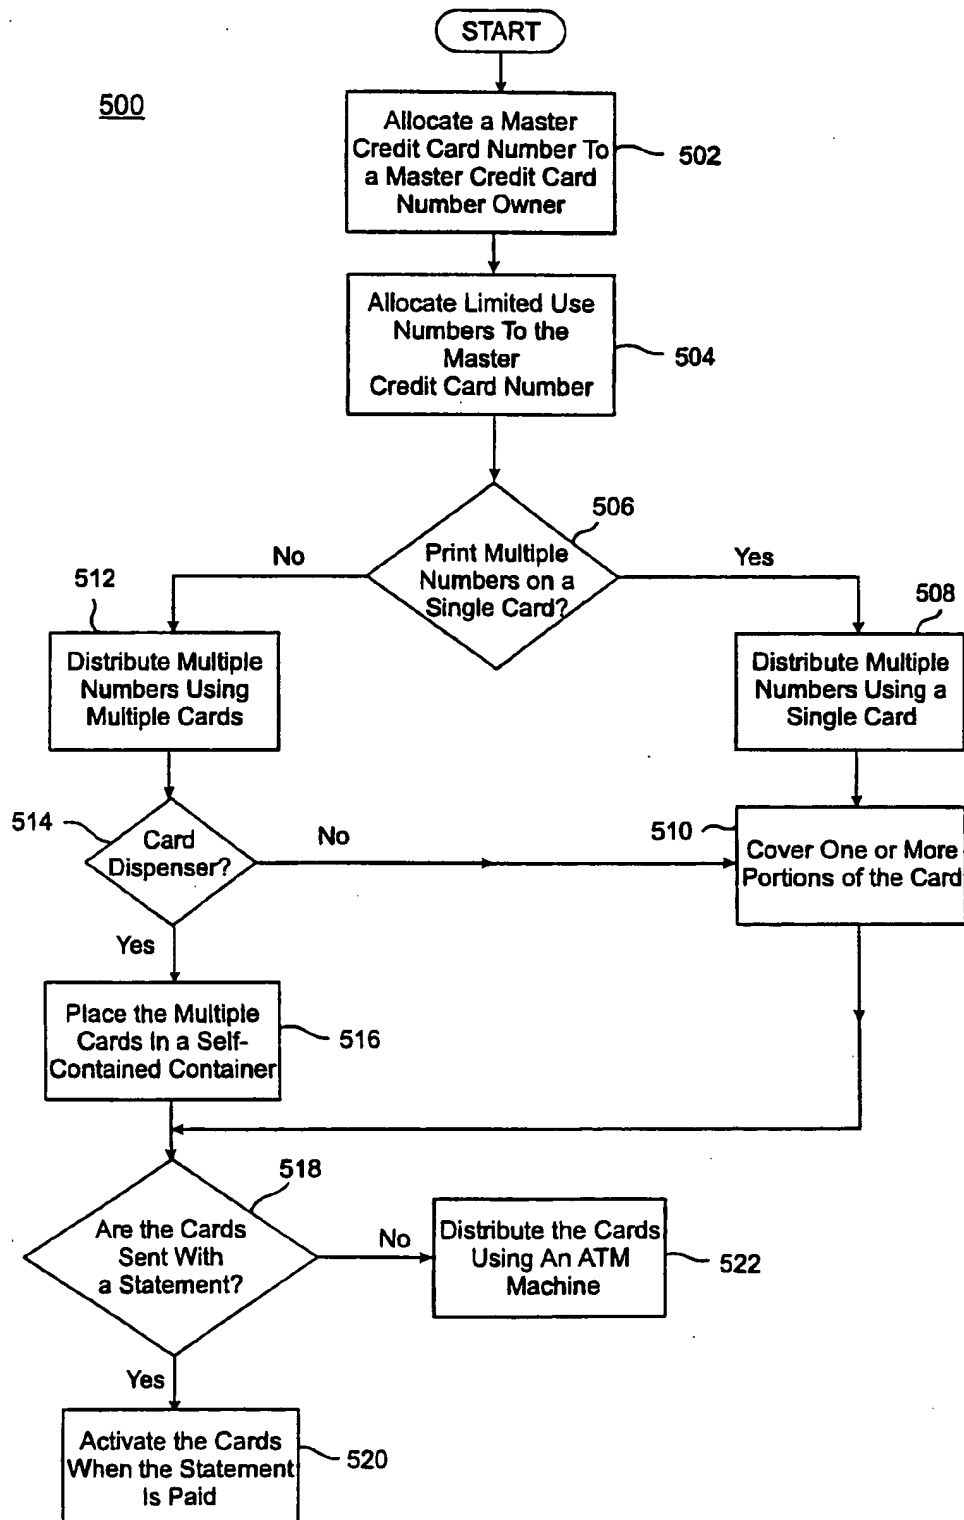 START
500
Allocate a Master
Credit Card Number To
a Master Credit Card
Number Owner
502
Allocate Limited Use
Numbers To the
Master
Credit Card Number
504
506
Print Multiple
Numbers on a
Single Card?
No
Yes
512
508
Distribute Multiple
Numbers Using
Multiple Cards
Distribute Multiple
Numbers Using a
Single Card
514
Card
Dispenser?
No
510
Cover One or More
Portions of the Card
Yes
Place the Multiple
Cards In a Self-
Contained Container
516
518
Are the Cards
Sent With
a Statement?
No
Distribute the Cards
Using An ATM
Machine
522
Yes
Activate the Cards
When the Statement
Is Paid
520